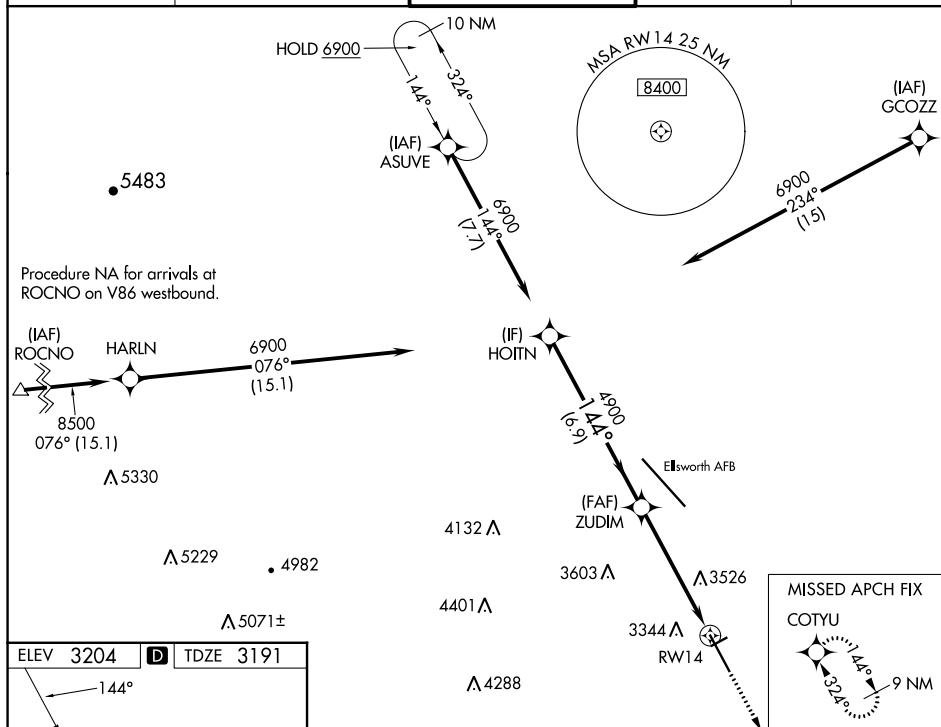 10 NM
HOLD 6900
144°
324°
(IAF)
ASUVE
MSA RW14 25 NM
8400
(IAF)
GCOZZ
6900
234°
(15)
5483
6900
144°
(7.7)
Procedure NA for arrivals at
ROCNO on V86 westbound.
(IAF)
ROCNO
HARLN
6900
076°
(15.1)
8500
076° (15.1)
(IF)
HOITN
4900
144°
(6.9)
Ellsworth AFB
(FAF)
ZUDIM
5330
4132
5229
4982
3603
3526
4401
5071±
3344
RW14
4288
MISSED APCH FIX
COTYU
144°
324°
9 NM
ELEV 3204 D TDZE 3191
144°